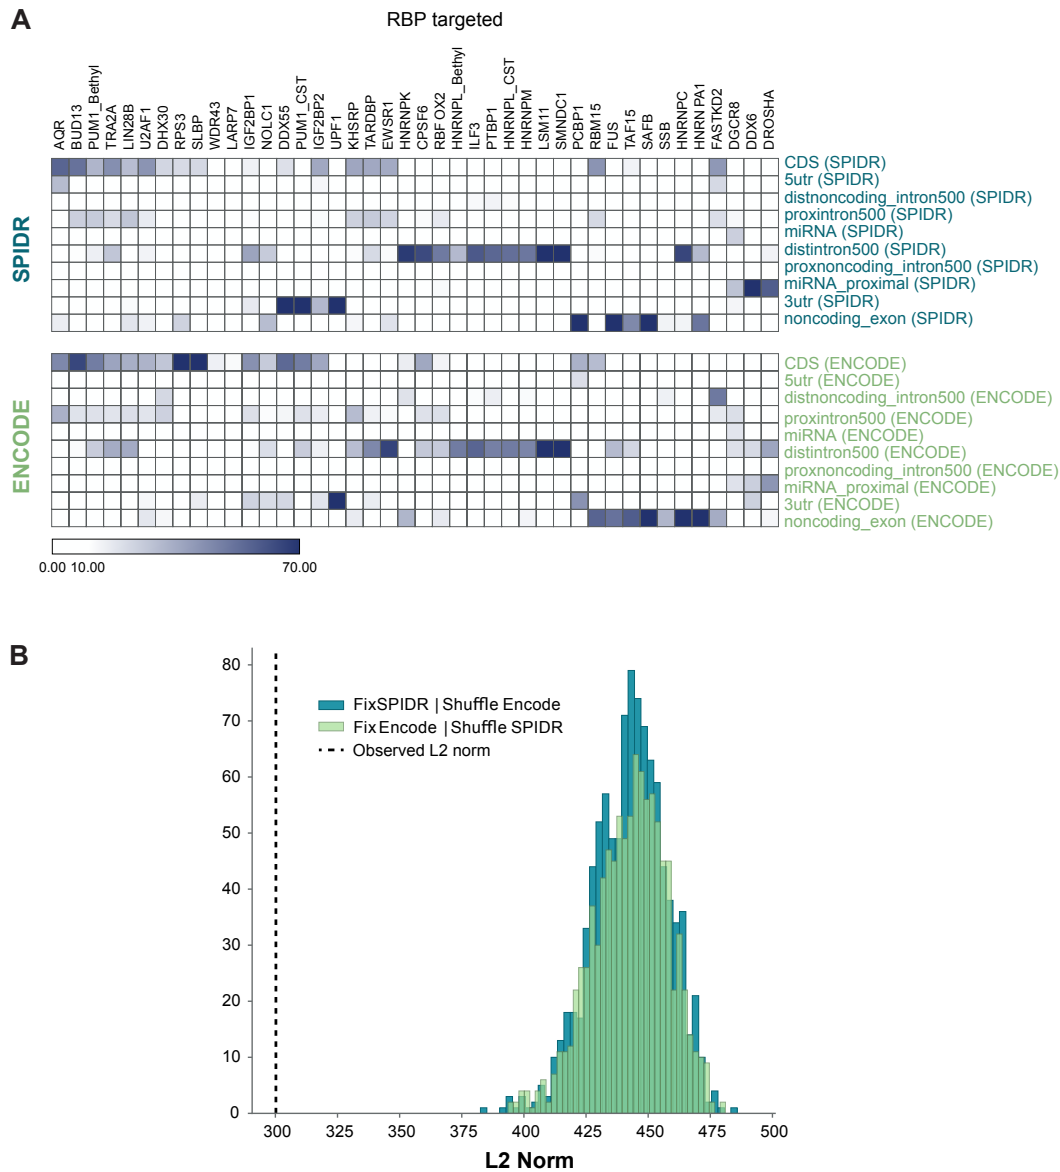 A
RBP targeted
AQR
BUD13
PUM1_Bethyl
TRA2A
LIN28B
U2AF1
DHX30
RPS3
SLBP
WDR43
LARP7
IGF2BP1
NOLC1
DDX55
PUM1_CST
IGF2BP2
UPF1
KHSRP
TARDBP
EWSR1
HNRNPK
CPSF6
RBF OX2
HNRNPL_Bethyl
ILF3
PTBP1
HNRNPL_CST
HNRNPM
LSM11
SMNDC1
PCBP1
RBM15
FUS
TAF15
SAFB
SSB
HNRNPC
HNRN PA1
FASTKD2
DGCR8
DDX6
DROSHA
SPIDR
CDS (SPIDR)
5utr (SPIDR)
distnoncoding_intron500 (SPIDR)
proxintron500 (SPIDR)
miRNA (SPIDR)
distintron500 (SPIDR)
proxnoncoding_intron500 (SPIDR)
miRNA_proximal (SPIDR)
3utr (SPIDR)
noncoding_exon (SPIDR)
ENCODE
CDS (ENCODE)
5utr (ENCODE)
distnoncoding_intron500 (ENCODE)
proxintron500 (ENCODE)
miRNA (ENCODE)
distintron500 (ENCODE)
proxnoncoding_intron500 (ENCODE)
miRNA_proximal (ENCODE)
3utr (ENCODE)
noncoding_exon (ENCODE)
0.00 10.00 70.00
B
FixSPIDR | Shuffle Encode
Fix Encode | Shuffle SPIDR
Observed L2 norm
80
70
60
50
40
30
20
10
0
300 325 350 375 400 425 450 475 500
L2 Norm